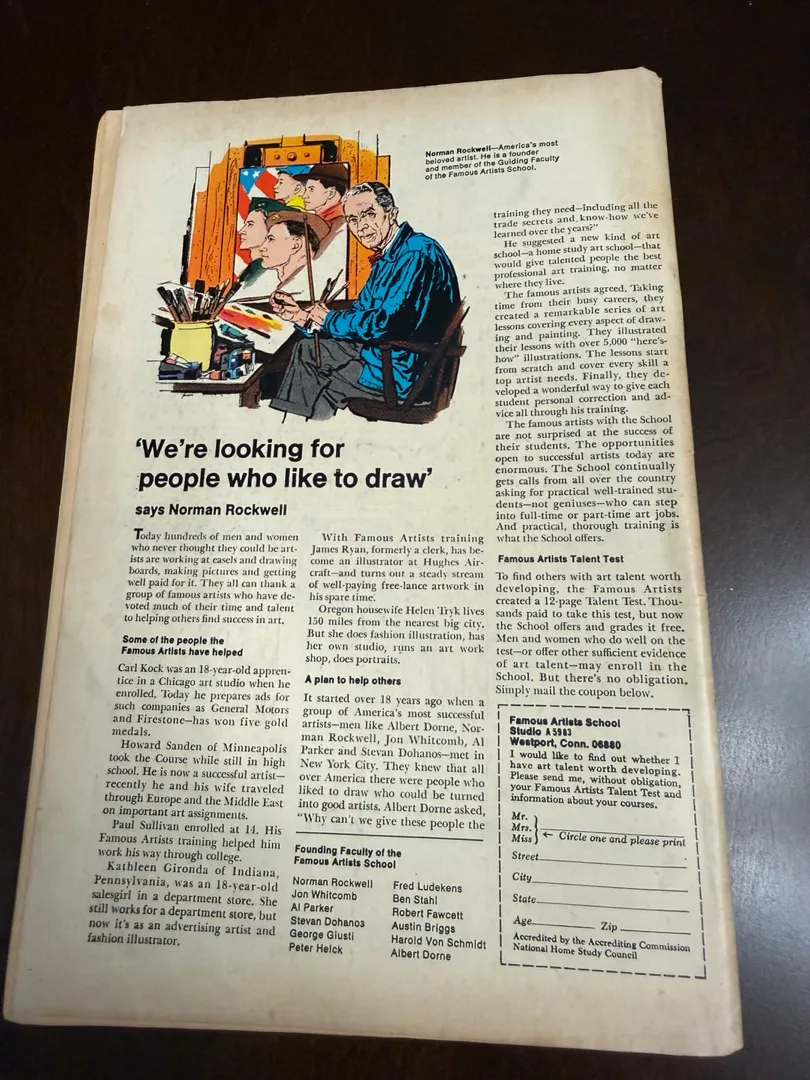 Norman Rockwell—America's most
beloved artist. He is a founder
and member of the Guiding Faculty
of the Famous Artists School.
'We're looking for
people who like to draw'
says Norman Rockwell
Today hundreds of men and women
who never thought they could be art-
ists are working at easels and drawing
boards, making pictures and getting
well paid for it. They all can thank a
group of famous artists who have de-
voted much of their time and talent
to helping others find success in art.
Some of the people the
Famous Artists have helped
Carl Kock was an 18-year-old appren-
tice in a Chicago art studio when he
enrolled. Today he prepares ads for
such companies as General Motors
and Firestone—has won five gold
medals.
Howard Sanden of Minneapolis
took the Course while still in high
school. He is now a successful artist—
recently he and his wife traveled
through Europe and the Middle East
on important art assignments.
Paul Sullivan enrolled at 14. His
Famous Artists training helped him
work his way through college.
Kathleen Gironda of Indiana,
Pennsylvania, was an 18-year-old
salesgirl in a department store. She
still works for a department store, but
now it's as an advertising artist and
fashion illustrator.
With Famous Artists training
James Ryan, formerly a clerk, has be-
come an illustrator at Hughes Air-
craft—and turns out a steady stream
of well-paying free-lance artwork in
his spare time.
Oregon housewife Helen Tryk lives
150 miles from the nearest big city.
But she does fashion illustration, has
her own studio, runs an art work
shop, does portraits.
A plan to help others
It started over 18 years ago when a
group of America's most successful
artists—men like Albert Dorne, Nor-
man Rockwell, Jon Whitcomb, Al
Parker and Stevan Dohanos—met in
New York City. They knew that all
over America there were people who
liked to draw who could be turned
into good artists. Albert Dorne asked,
"Why can't we give these people the
Founding Faculty of the
Famous Artists School
Norman Rockwell
Jon Whitcomb
Al Parker
Stevan Dohanos
George Giusti
Peter Helck
Fred Ludekens
Ben Stahl
Robert Fawcett
Austin Briggs
Harold Von Schmidt
Albert Dorne
training they need—including all the
trade secrets and know-how we've
learned over the years?"
He suggested a new kind of art
school—a home study art school—that
would give talented people the best
professional art training, no matter
where they live.
The famous artists agreed. Taking
time from their busy careers, they
created a remarkable series of art
lessons covering every aspect of draw-
ing and painting. They illustrated
their lessons with over 5,000 "here's-
how" illustrations. The lessons start
from scratch and cover every skill a
top artist needs. Finally, they de-
veloped a wonderful way to give each
student personal correction and ad-
vice all through his training.
The famous artists with the School
are not surprised at the success of
their students. The opportunities
open to successful artists today are
enormous. The School continually
gets calls from all over the country
asking for practical well-trained stu-
dents—not geniuses—who can step
into full-time or part-time art jobs.
And practical, thorough training is
what the School offers.
Famous Artists Talent Test
To find others with art talent worth
developing, the Famous Artists
created a 12-page Talent Test. Thou-
sands paid to take this test, but now
the School offers and grades it free.
Men and women who do well on the
test—or offer other sufficient evidence
of art talent—may enroll in the
School. But there's no obligation.
Simply mail the coupon below.
Famous Artists School
Studio A 5983
Westport, Conn. 06880
I would like to find out whether I
have art talent worth developing.
Please send me, without obligation,
your Famous Artists Talent Test and
information about your courses.
Mr.
Mrs.
Miss ← Circle one and please print
Street
City
State
Age Zip
Accredited by the Accrediting Commission
National Home Study Council